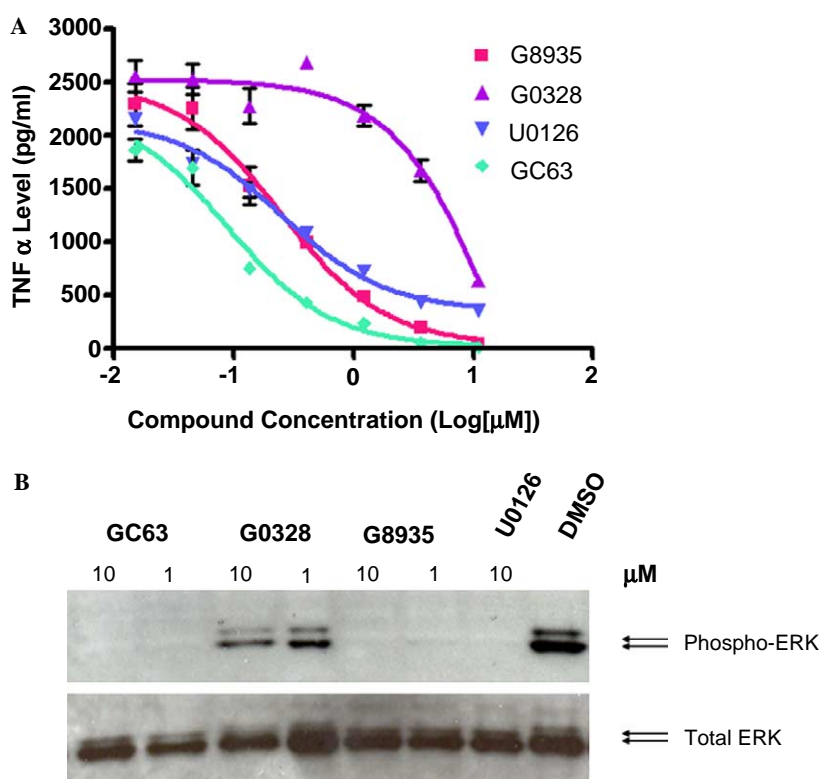 A
3000
2500
2000
1500
1000
500
0
TNF α Level (pg/ml)
-2 -1 0 1 2
Compound Concentration (Log[μM])
G8935
G0328
U0126
GC63
B
GC63 G0328 G8935 U0126 DMSO
10 1 10 1 10 1 10 μM
Phospho-ERK
Total ERK